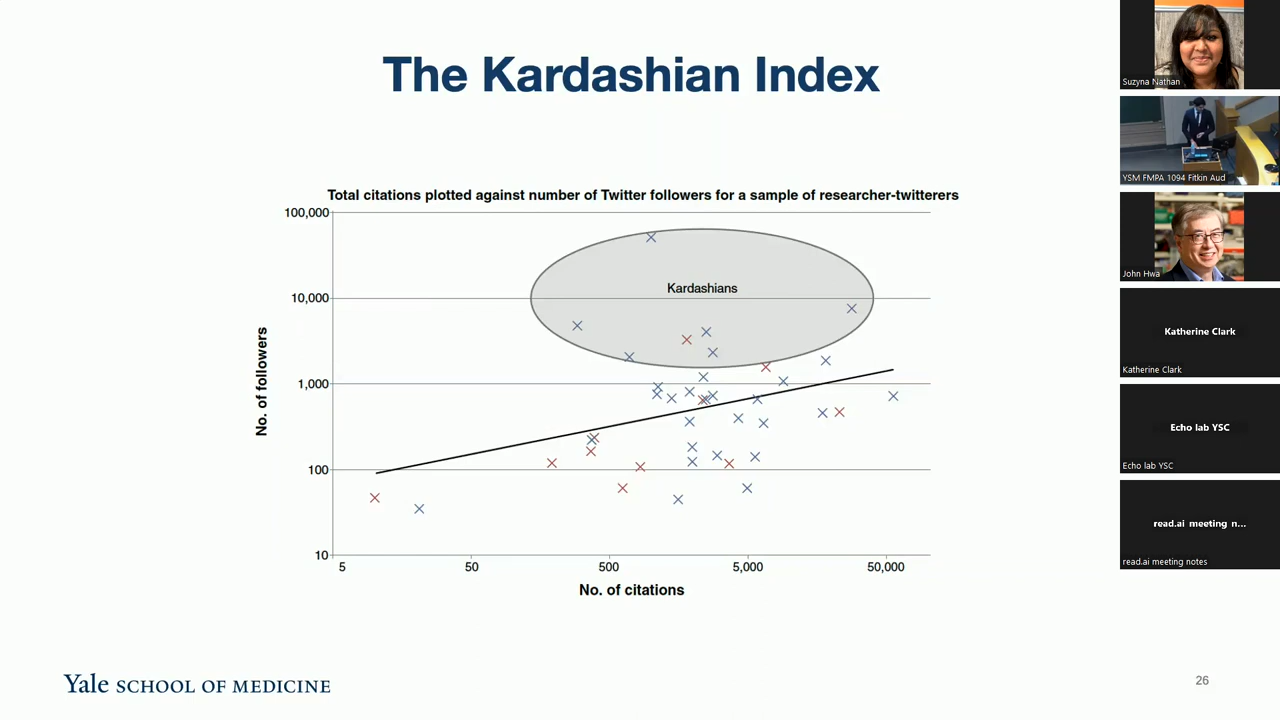 The Kardashian Index
Total citations plotted against number of Twitter followers for a sample of researcher-twitterers
100,000
10,000
1,000
100
10
No. of followers
Kardashians
5
50
500
5,000
50,000
No. of citations
Yale SCHOOL OF MEDICINE
26
Suzyna Nathan
YSM FMPA 1094 Fitkin Aud
John Hwa
Katherine Clark
Katherine Clark
Echo lab YSC
Echo lab YSC
read.ai meeting n...
read.ai meeting notes